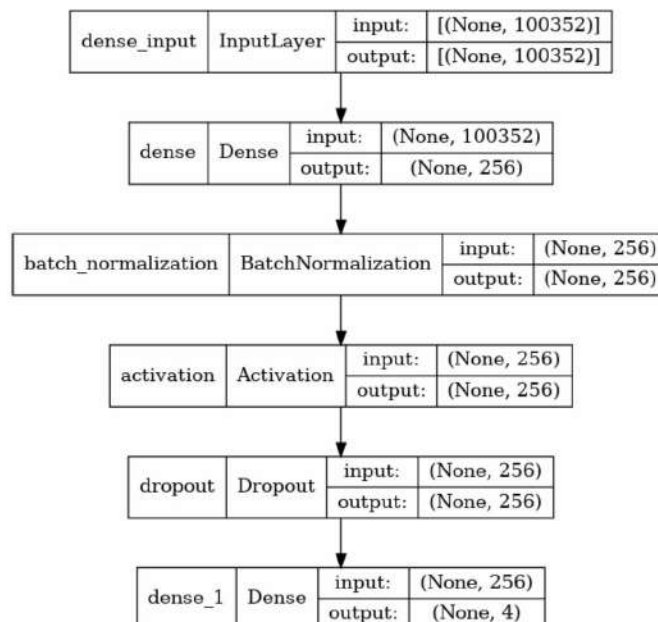 dense_input InputLayer input: [(None, 100352)]
output: [(None, 100352)]
dense Dense input: (None, 100352)
output: (None, 256)
batch_normalization BatchNormalization input: (None, 256)
output: (None, 256)
activation Activation input: (None, 256)
output: (None, 256)
dropout Dropout input: (None, 256)
output: (None, 256)
dense_1 Dense input: (None, 256)
output: (None, 4)